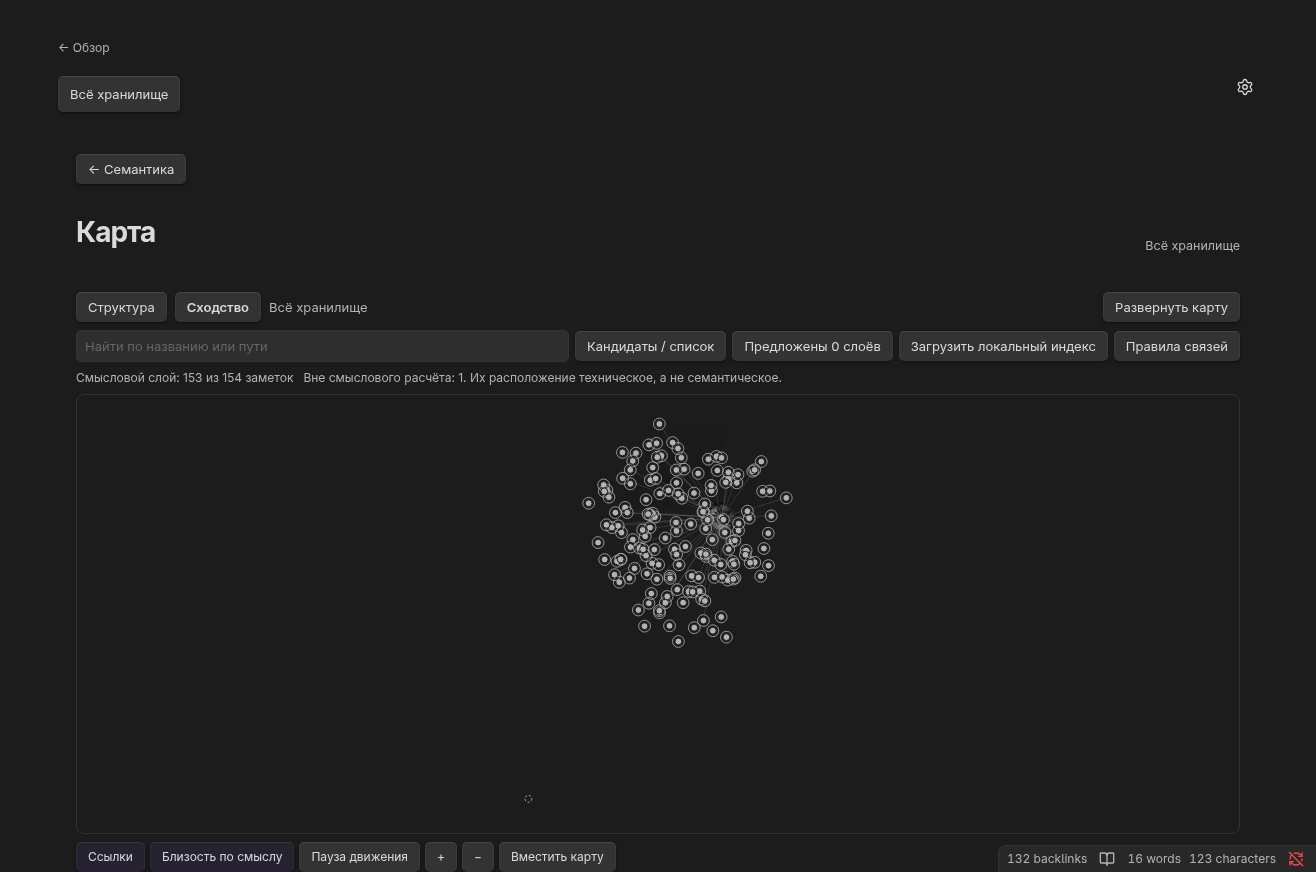 ← Обзор
Всё хранилище
← Семантика
Карта
Всё хранилище
Структура Сходство Всё хранилище Развернуть карту
Найти по названию или пути Кандидаты / список Предложены 0 слоёв Загрузить локальный индекс Правила связей
Смысловой слой: 153 из 154 заметок Вне смыслового расчёта: 1. Их расположение техническое, а не семантическое.
Ссылки Близость по смыслу Пауза движения + − Вместить карту
132 backlinks 16 words 123 characters